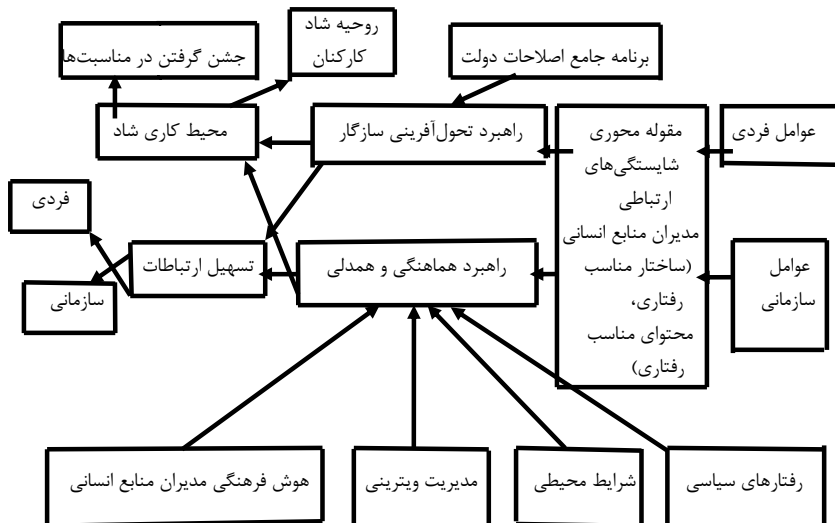 روحیه شاد
کارکنان
جشن گرفتن در مناسبت‌ها
برنامه جامع اصلاحات دولت
محیط کاری شاد
راهبرد تحول‌آفرینی سازگار
مقوله محوری
شایستگی‌های
ارتباطی
مدیران منابع انسانی
(ساختار مناسب
رفتاری،
محتوای مناسب
رفتاری)
عوامل فردی
فردی
تسهیل ارتباطات
راهبرد هماهنگی و همدلی
عوامل
سازمانی
سازمانی
رفتارهای سیاسی
شرایط محیطی
مدیریت ویترینی
هوش فرهنگی مدیران منابع انسانی